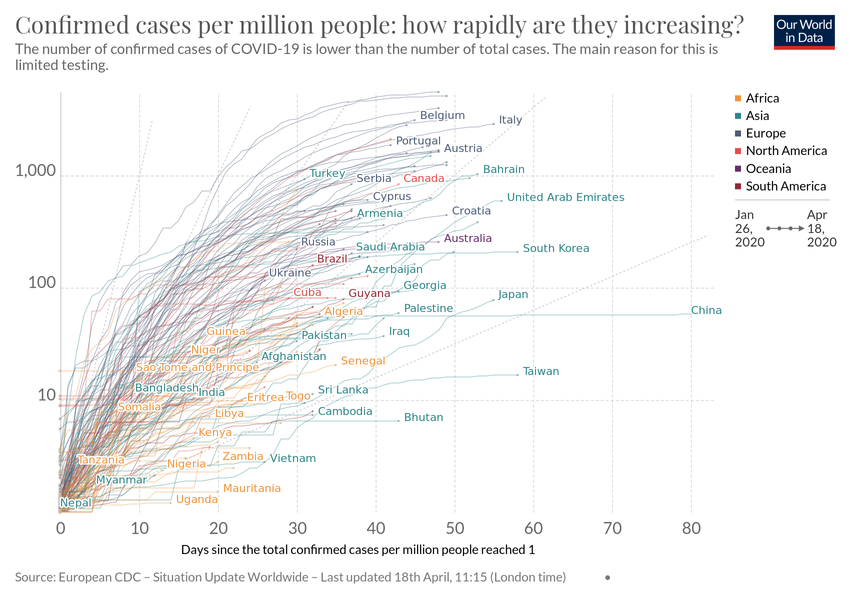 Confirmed cases per million people: how rapidly are they increasing?
The number of confirmed cases of COVID-19 is lower than the number of total cases. The main reason for this is
limited testing.
Our World
in Data
Africa
Asia
Europe
North America
Oceania
South America
Jan
26,
2020
Apr
18,
2020
1,000
100
10
Belgium
Italy
Portugal
Austria
Turkey
Serbia
Canada
Bahrain
Cyprus
United Arab Emirates
Armenia
Croatia
Russia
Saudi Arabia
Australia
South Korea
Brazil
Ukraine
Azerbaijan
Cuba
Guyana
Georgia
Japan
Algeria
Palestine
China
Guinea
Pakistan
Iraq
Niger
Afghanistan
Senegal
Sao Tome and Principe
Taiwan
Bangladesh
India
Eritrea
Togo
Sri Lanka
Somalia
Libya
Cambodia
Bhutan
Kenya
Tanzania
Nigeria
Zambia
Vietnam
Myanmar
Mauritania
Nepal
Uganda
0 10 20 30 40 50 60 70 80
Days since the total confirmed cases per million people reached 1
Source: European CDC – Situation Update Worldwide – Last updated 18th April, 11:15 (London time)